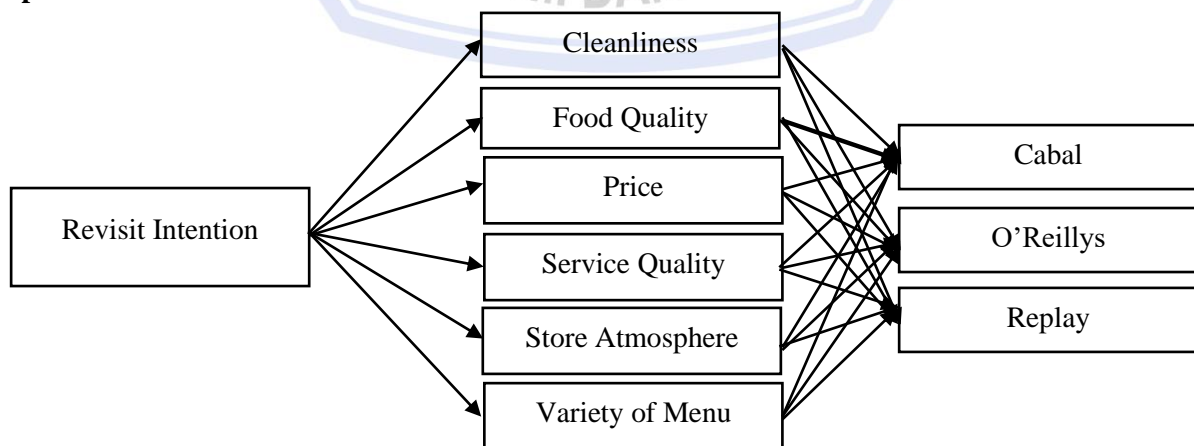 Cleanliness
Food Quality
Price
Service Quality
Store Atmosphere
Variety of Menu
Revisit Intention
Cabal
O'Reillys
Replay